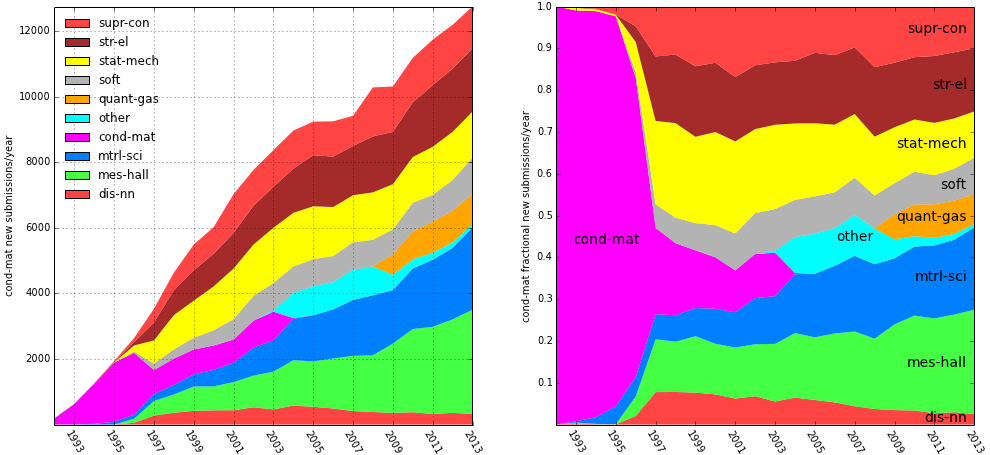 cond-mat new submissions/year
12000
10000
8000
6000
4000
2000
supr-con
str-el
stat-mech
soft
quant-gas
other
cond-mat
mtrl-sci
mes-hall
dis-nn
1993
1995
1997
1999
2001
2003
2005
2007
2009
2011
2013
cond-mat fractional new submissions/year
1.0
0.9
0.8
0.7
0.6
0.5
0.4
0.3
0.2
0.1
supr-con
str-el
stat-mech
soft
quant-gas
other
cond-mat
mtrl-sci
mes-hall
dis-nn
1993
1995
1997
1999
2001
2003
2005
2007
2009
2011
2013